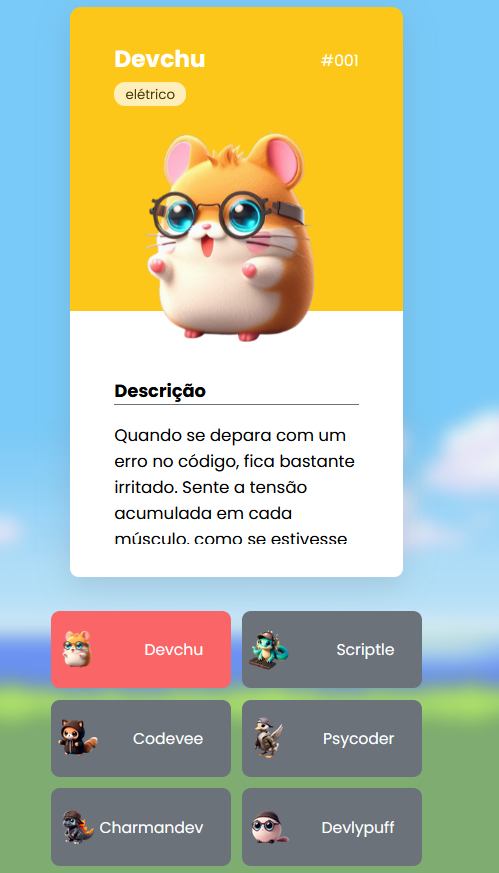 Devchu
#001
elétrico
Descrição
Quando se depara com um
erro no código, fica bastante
irritado. Sente a tensão
acumulada em cada
músculo, como se estivesse
Devchu
Scriptle
Codevee
Psycoder
Charmandev
Devlypuff